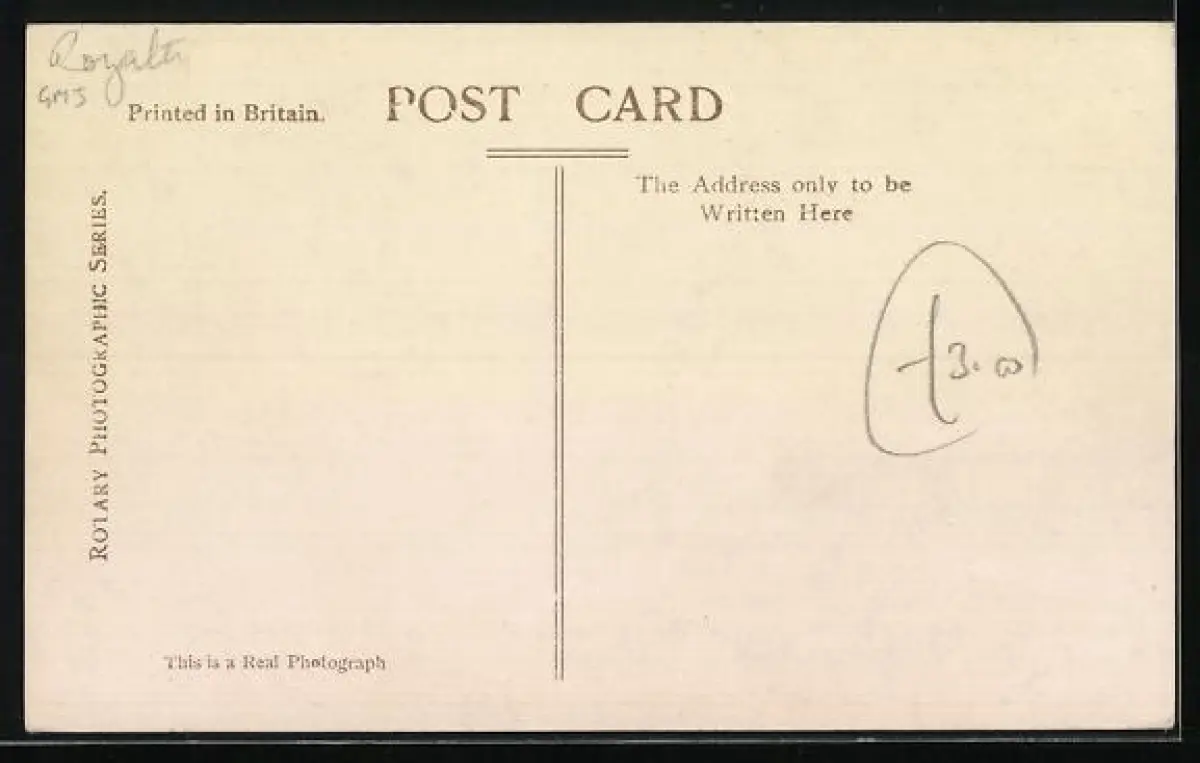 Royalty
GMS
Printed in Britain.
POST CARD
The Address only to be
Written Here
ROTARY PHOTOGRAPHIC SERIES.
£3.00
This is a Real Photograph